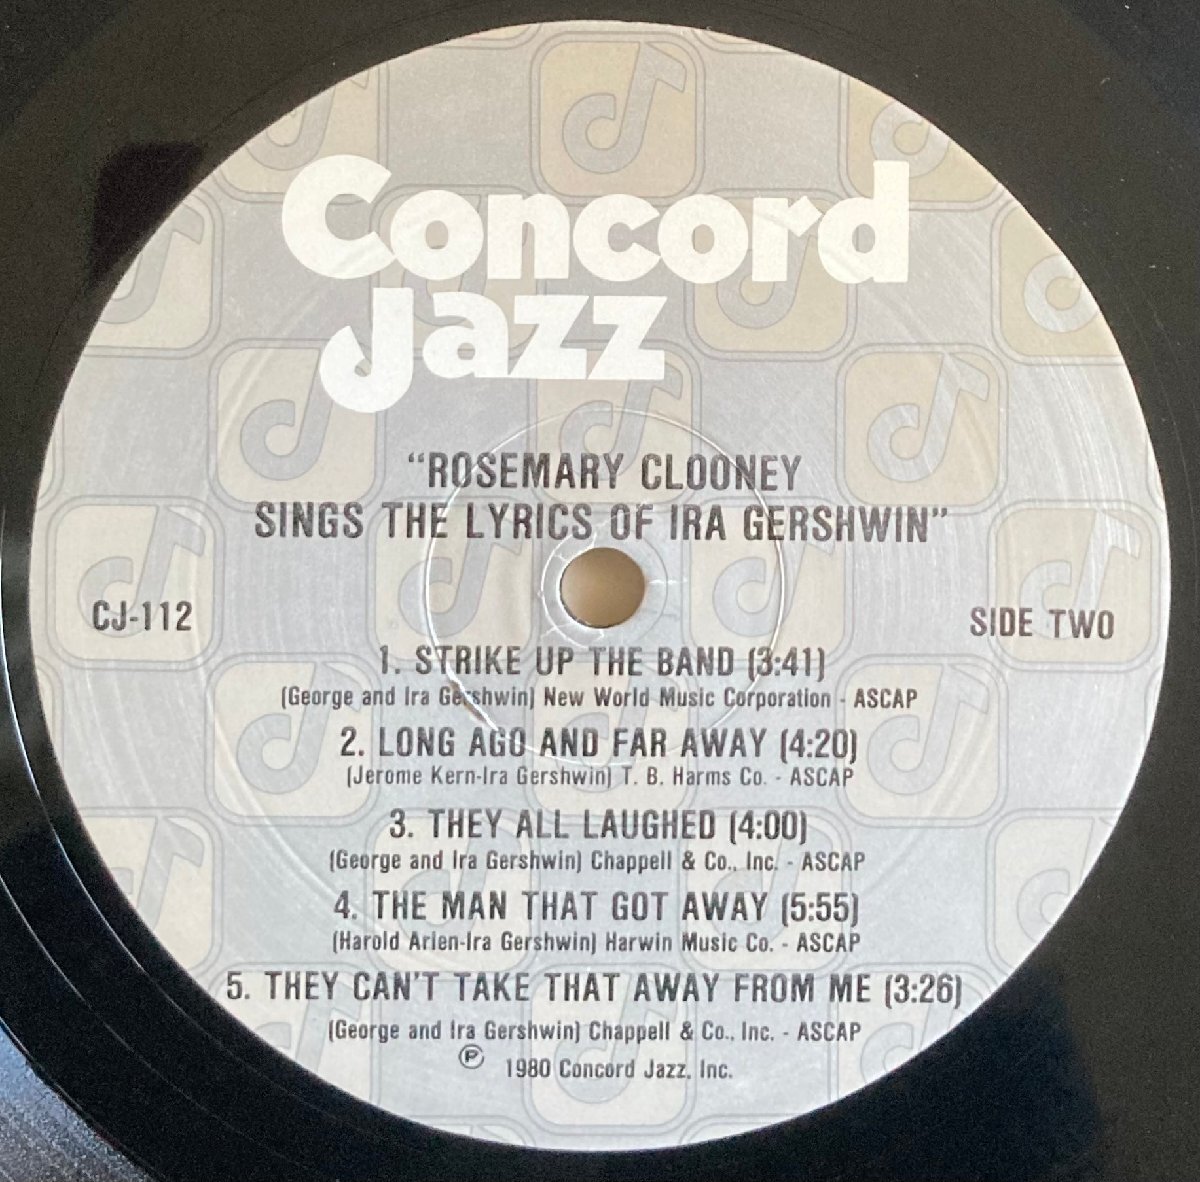 Concord
Jazz
"ROSEMARY CLOONEY
SINGS THE LYRICS OF IRA GERSHWIN"
CJ-112
SIDE TWO
1. STRIKE UP THE BAND (3:41)
(George and Ira Gershwin) New World Music Corporation - ASCAP
2. LONG AGO AND FAR AWAY (4:20)
(Jerome Kern-Ira Gershwin) T. B. Harms Co. - ASCAP
3. THEY ALL LAUGHED (4:00)
(George and Ira Gershwin) Chappell & Co., Inc. - ASCAP
4. THE MAN THAT GOT AWAY (5:55)
(Harold Arlen-Ira Gershwin) Harwin Music Co. - ASCAP
5. THEY CAN'T TAKE THAT AWAY FROM ME (3:26)
(George and Ira Gershwin) Chappell & Co., Inc. - ASCAP
℗ 1980 Concord Jazz, Inc.